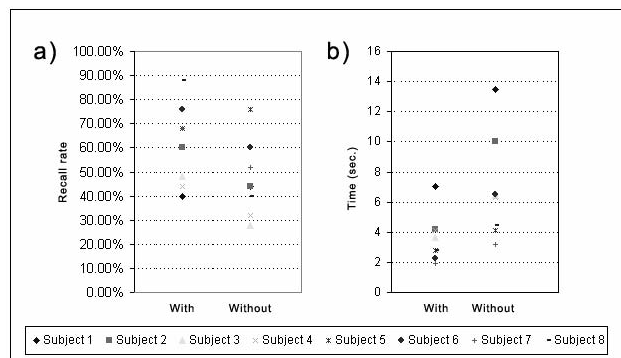 a)
100.00%
90.00%
80.00%
70.00%
60.00%
50.00%
40.00%
30.00%
20.00%
10.00%
0.00%
Recall rate
With Without
b)
16
14
12
10
8
6
4
2
0
Time (sec.)
With Without
Subject 1 Subject 2 Subject 3 Subject 4 Subject 5 Subject 6 Subject 7 Subject 8